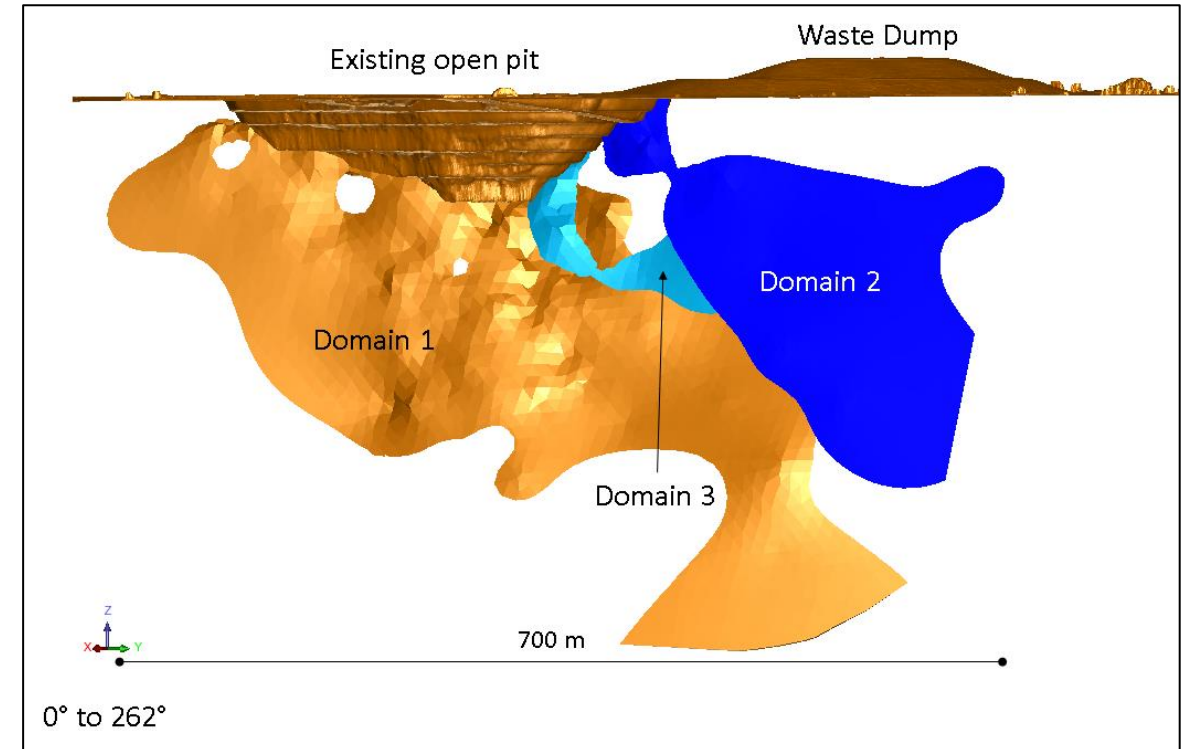 Waste Dump
Existing open pit
Domain 2
Domain 1
Domain 3
Z
X Y
700 m
0° to 262°